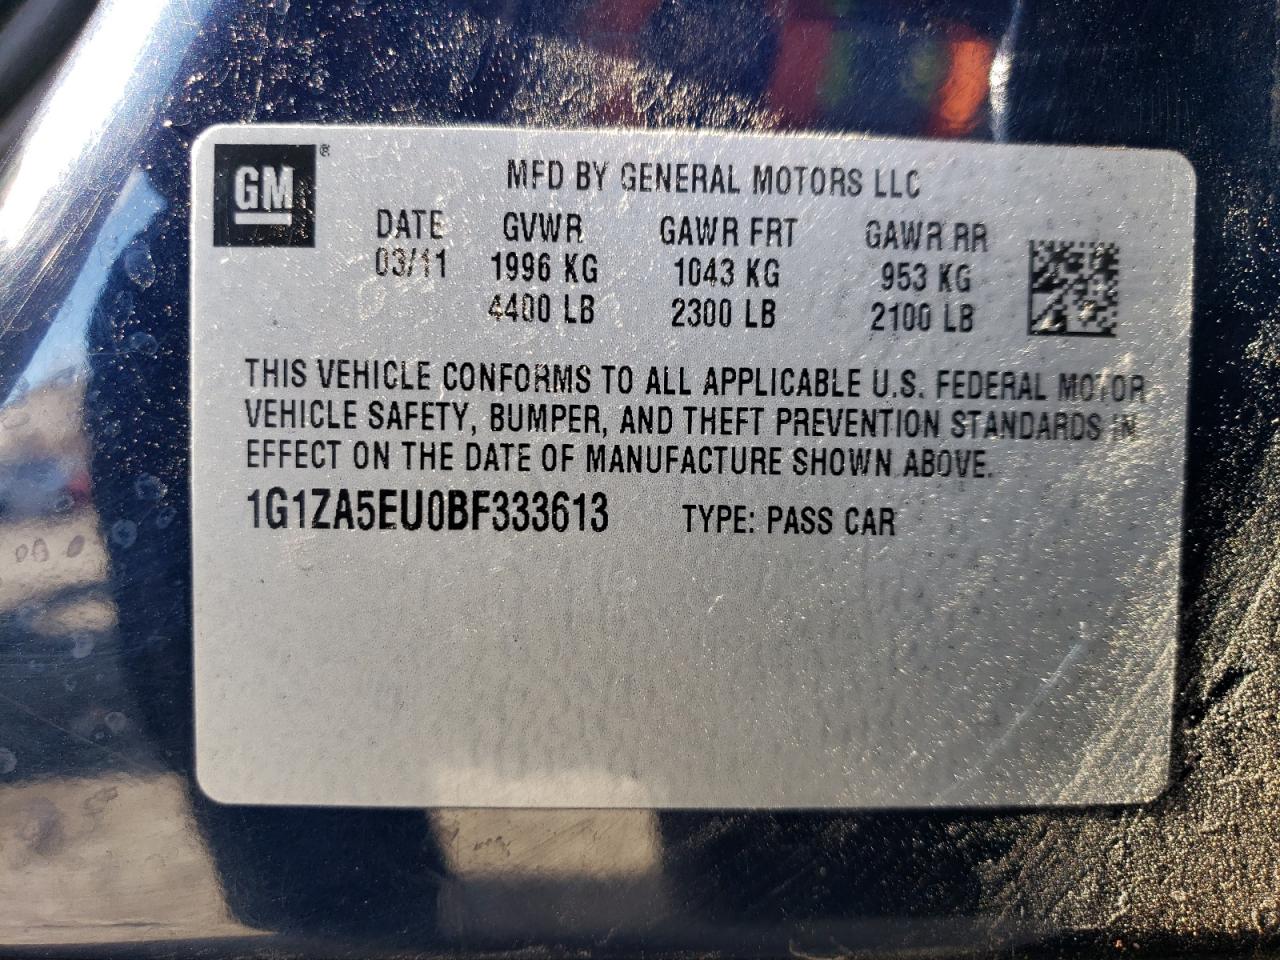 GM ®
MFD BY GENERAL MOTORS LLC
DATE GVWR GAWR FRT GAWR RR
03/11 1996 KG 1043 KG 953 KG
4400 LB 2300 LB 2100 LB
THIS VEHICLE CONFORMS TO ALL APPLICABLE U.S. FEDERAL MOTOR
VEHICLE SAFETY, BUMPER, AND THEFT PREVENTION STANDARDS IN
EFFECT ON THE DATE OF MANUFACTURE SHOWN ABOVE.
1G1ZA5EU0BF333613 TYPE: PASS CAR